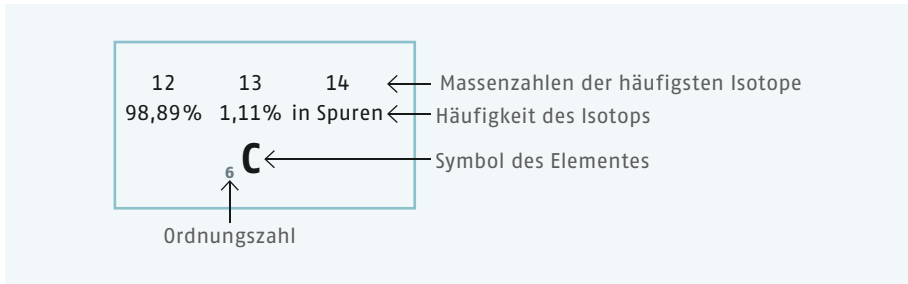 12 13 14 Massenzahlen der häufigsten Isotope
98,89% 1,11% in Spuren Häufigkeit des Isotops
6 C Symbol des Elementes
Ordnungszahl